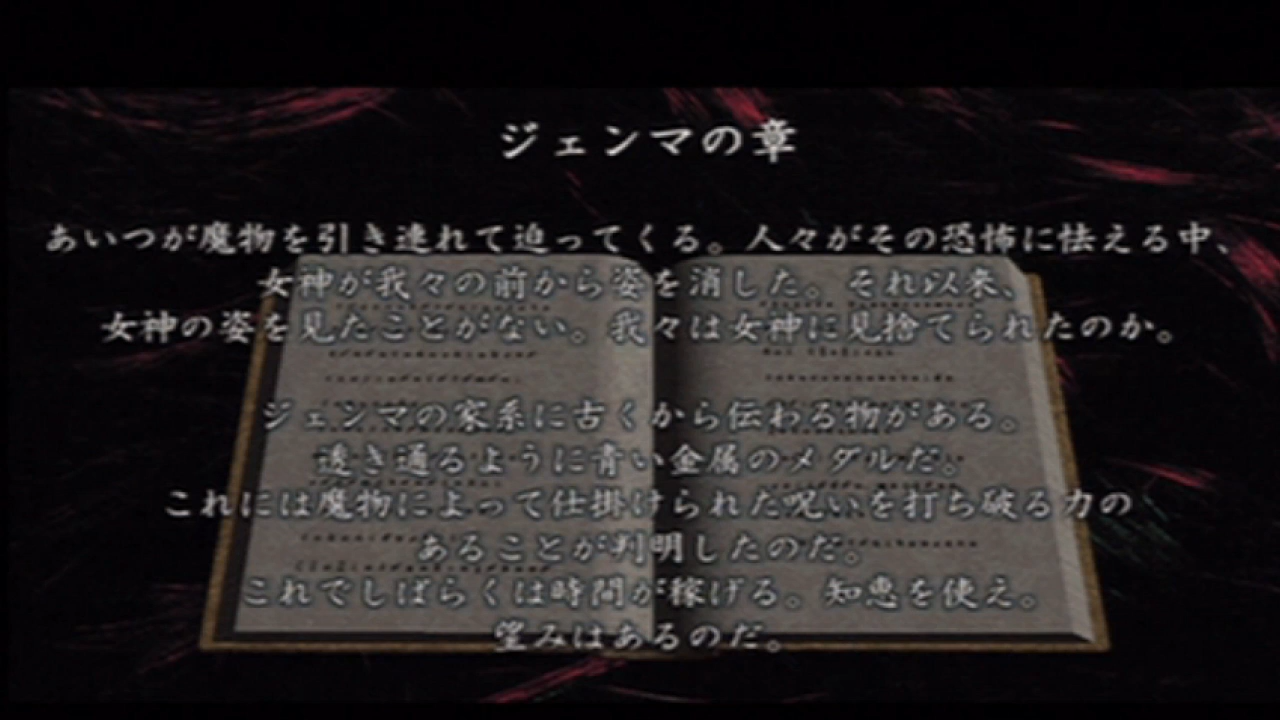 ジェンマの章
あいつが魔物を引き連れて迫ってくる。人々がその恐怖に怯える中、
女神が我々の前から姿を消した。それ以来、
女神の姿を見たことがない。我々は女神に見捨てられたのか。
ジェンマの家系に古くから伝わる物がある。
透き通るように青い金属のメダルだ。
これには魔物によって仕掛けられた呪いを打ち破る力の
あることが判明したのだ。
これでしばらくは時間が稼げる。知恵を使え。
望みはあるのだ。